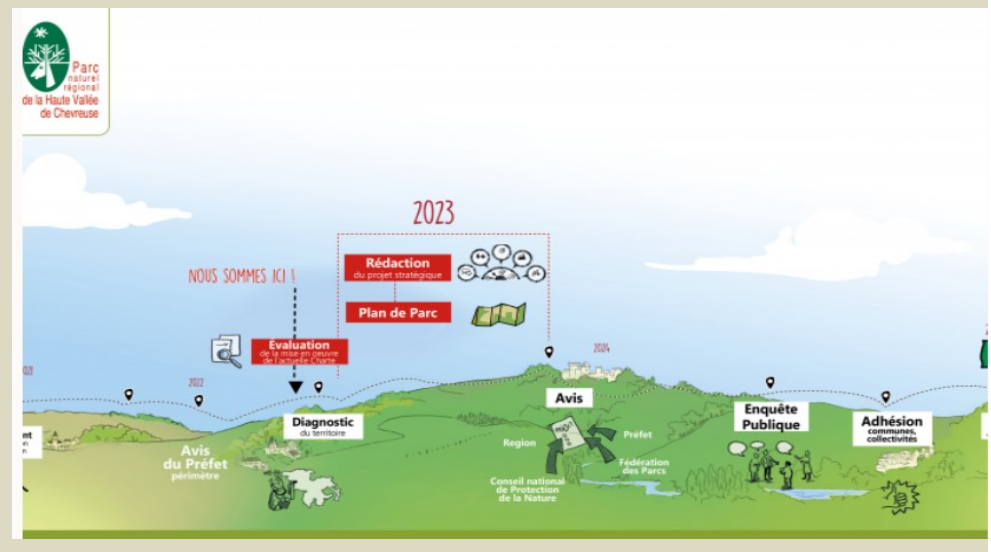 Parc
naturel
régional
de la Haute Vallée
de Chevreuse
2023
Rédaction
du projet stratégique
Plan de Parc
NOUS SOMMES ICI !
Évaluation
de la mise en oeuvre
de l'actuelle Charte
2022
2024
Diagnostic
du territoire
Avis
du Préfet
périmètre
Avis
Region
Préfet
Fédération
des Parcs
Conseil national
de Protection
de la Nature
Enquête
Publique
Adhésion
communes,
collectivités